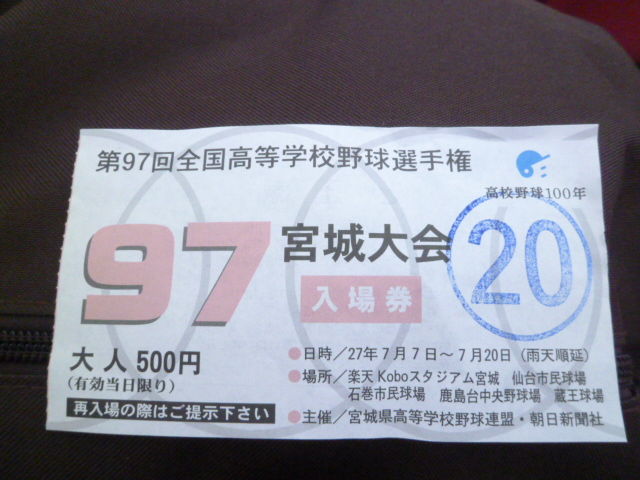 第97回全国高等学校野球選手権
高校野球100年
97
宮城大会
20
入場券
大人500円
(有効当日限り)
再入場の際はご提示下さい
●日時／27年7月7日～7月20日(雨天順延)
●場所／楽天Koboスタジアム宮城 仙台市民球場
石巻市民球場 鹿島台中央野球場 蔵王球場
●主催／宮城県高等学校野球連盟・朝日新聞社